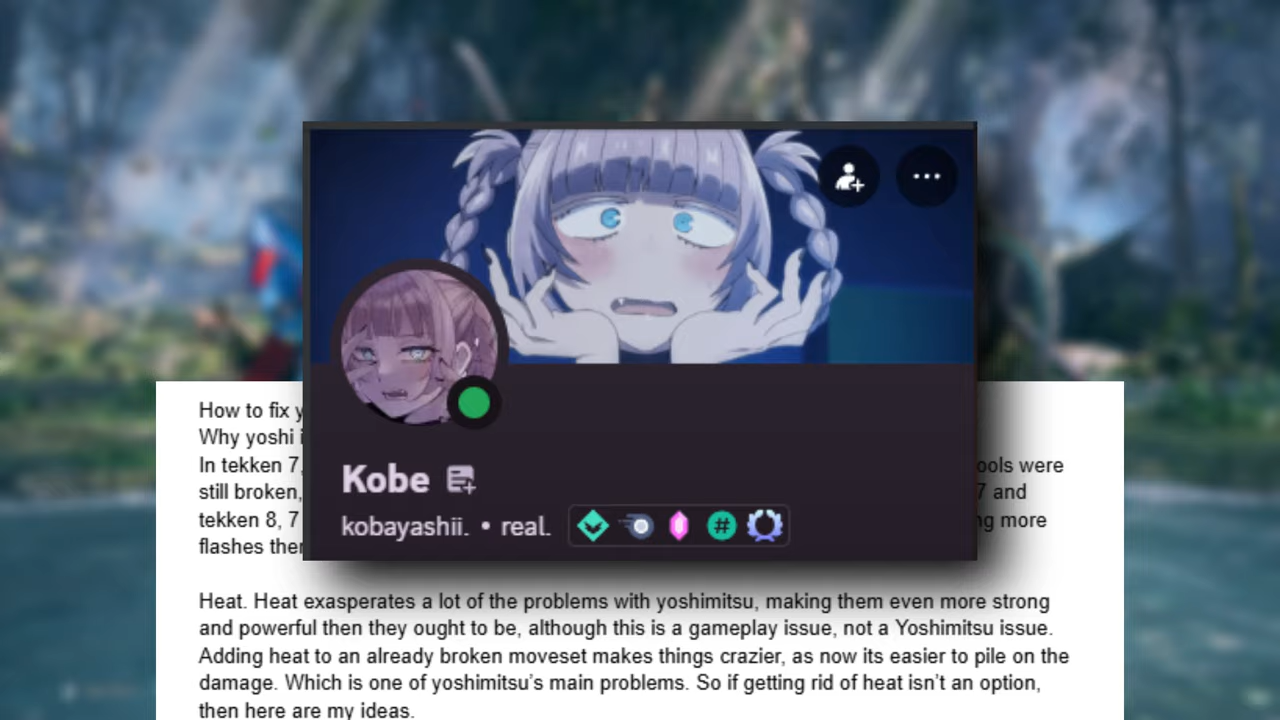 Kobe
kobayashii. • real.
#
How to fix
Why yoshi
In tekken 7, ools were
still broken, 7 and
tekken 8, 7 ng more
flashes
Heat. Heat exasperates a lot of the problems with yoshimitsu, making them even more strong
and powerful then they ought to be, although this is a gameplay issue, not a Yoshimitsu issue.
Adding heat to an already broken moveset makes things crazier, as now its easier to pile on the
damage. Which is one of yoshimitsu's main problems. So if getting rid of heat isn't an option,
then here are my ideas.